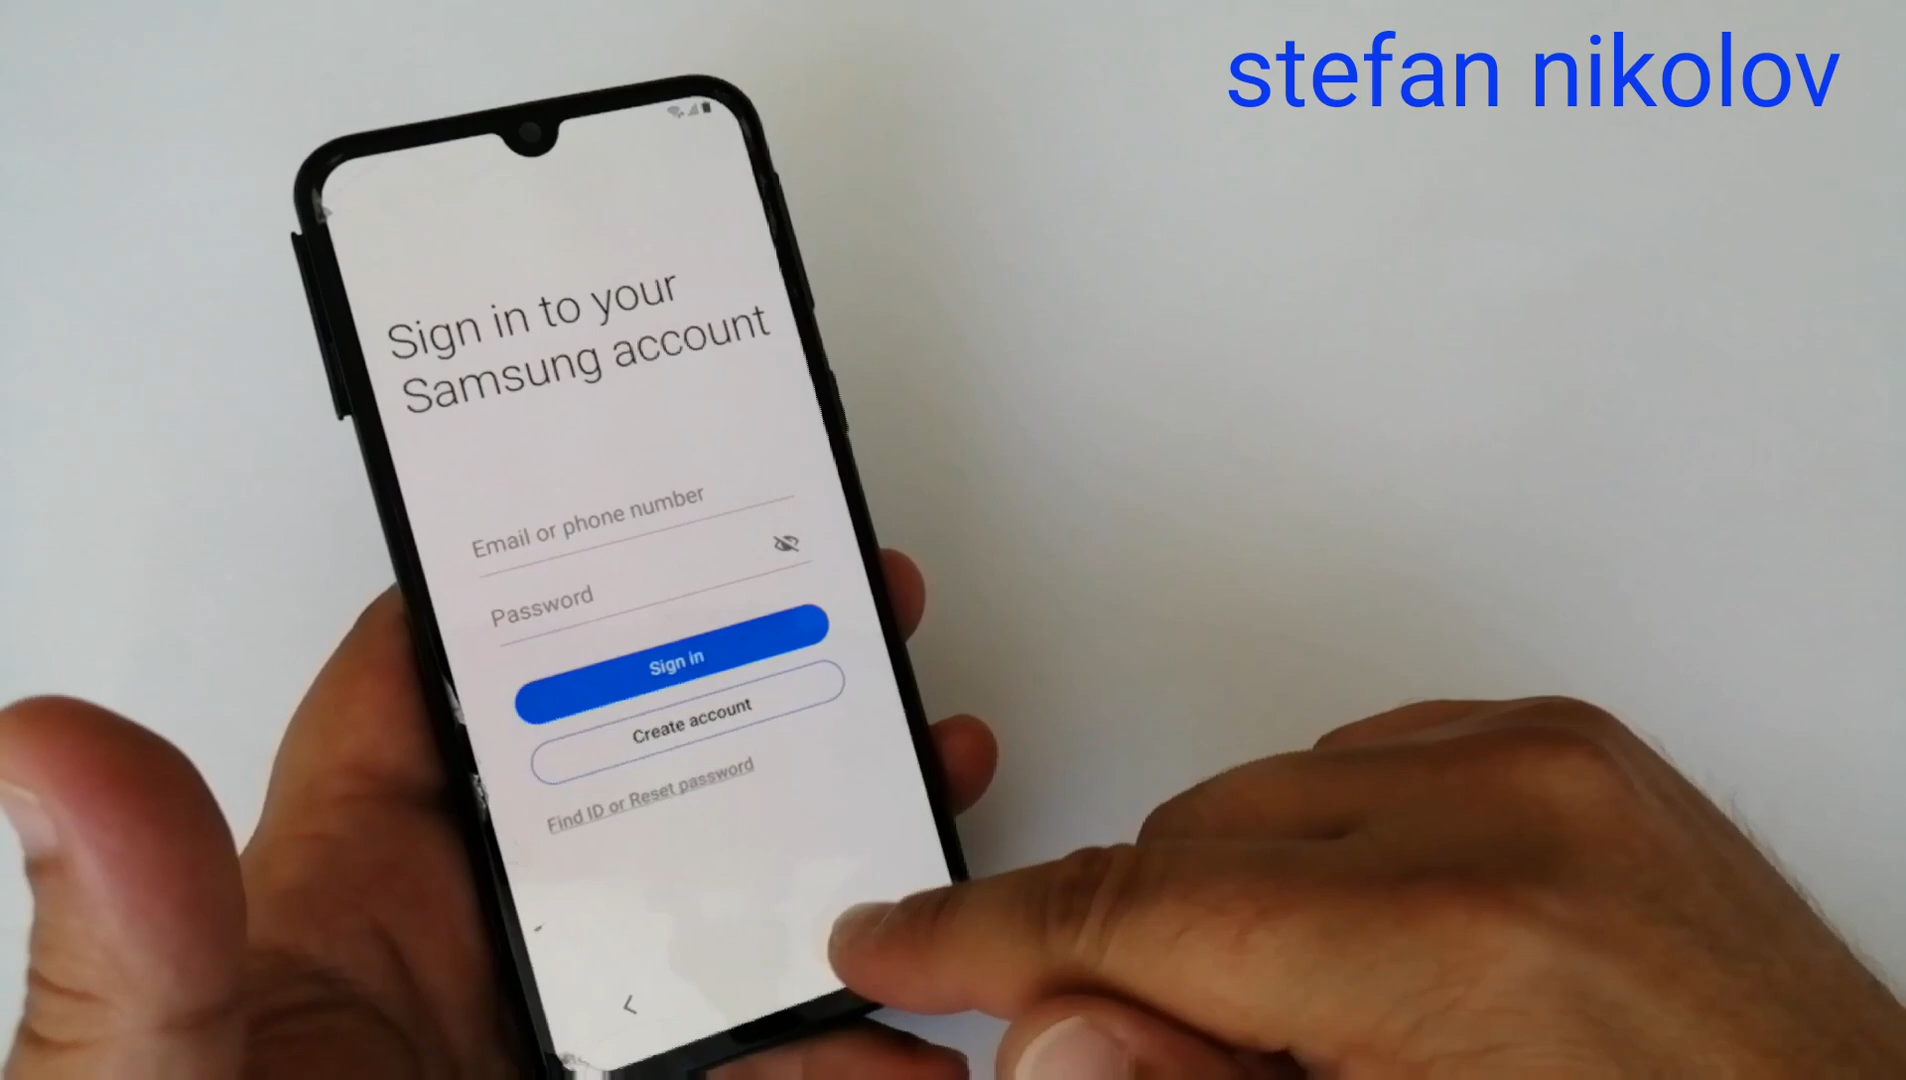 stefan nikolov
Sign in to your
Samsung account
Email or phone number
Password
Sign in
Create account
Find ID or Reset password